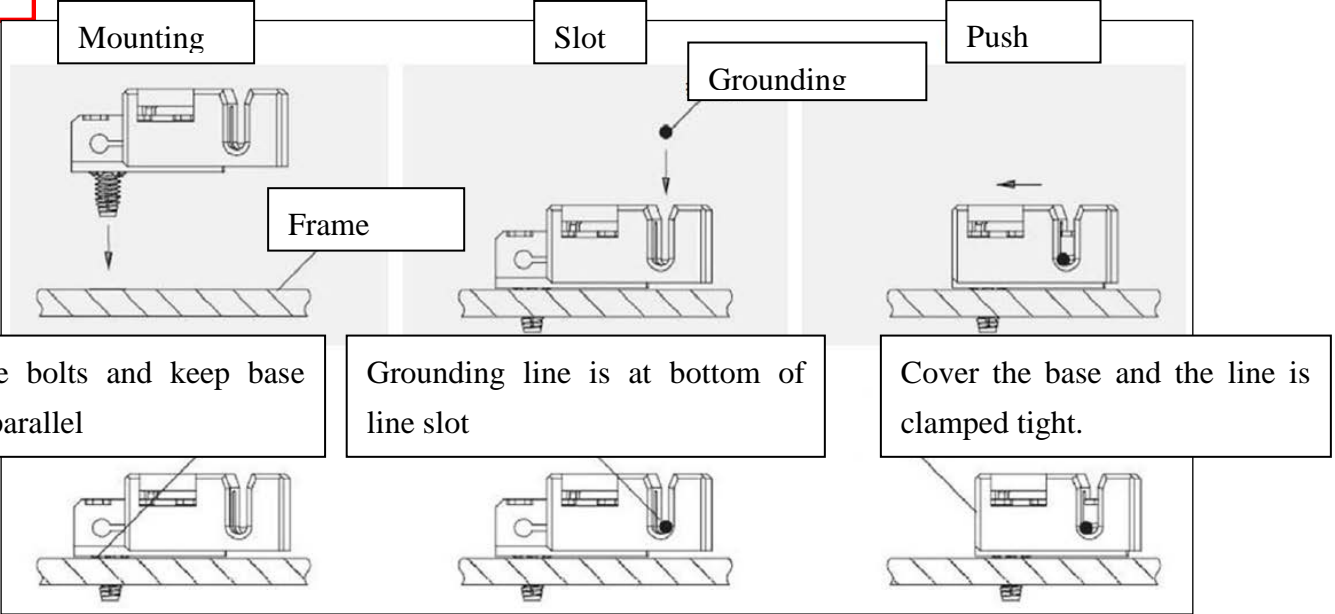 Mounting
Slot
Push
Grounding
Frame
bolts and keep base
parallel
Grounding line is at bottom of
line slot
Cover the base and the line is
clamped tight.